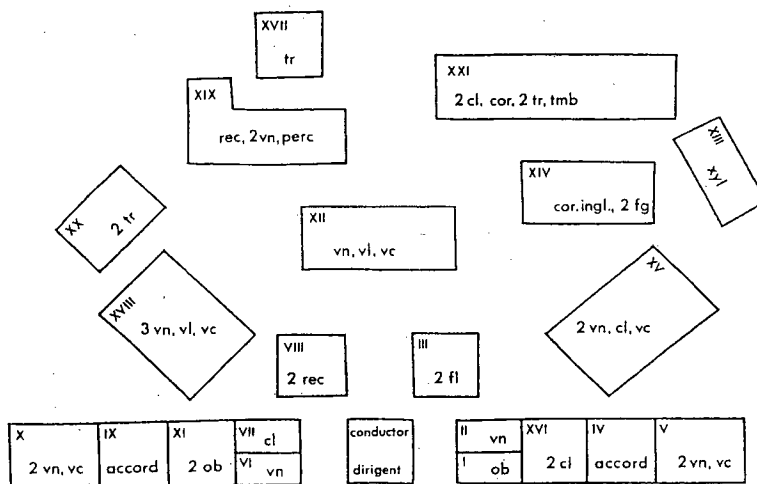 XVII
tr
XXI
2 cl, cor, 2 tr, tmb
XIX
rec, 2vn, perc
XIII
xyl
XIV
cor.ingl., 2 fg
XX
2 tr
XII
vn, vl, vc
XV
2 vn, cl, vc
XVIII
3 vn, vl, vc
VIII
2 rec
III
2 fl
X
2 vn, vc
IX
accord
XI
2 ob
VII
cl
VI
vn
conductor
dirigent
II
vn
I
ob
XVI
2 cl
IV
accord
V
2 vn, vc